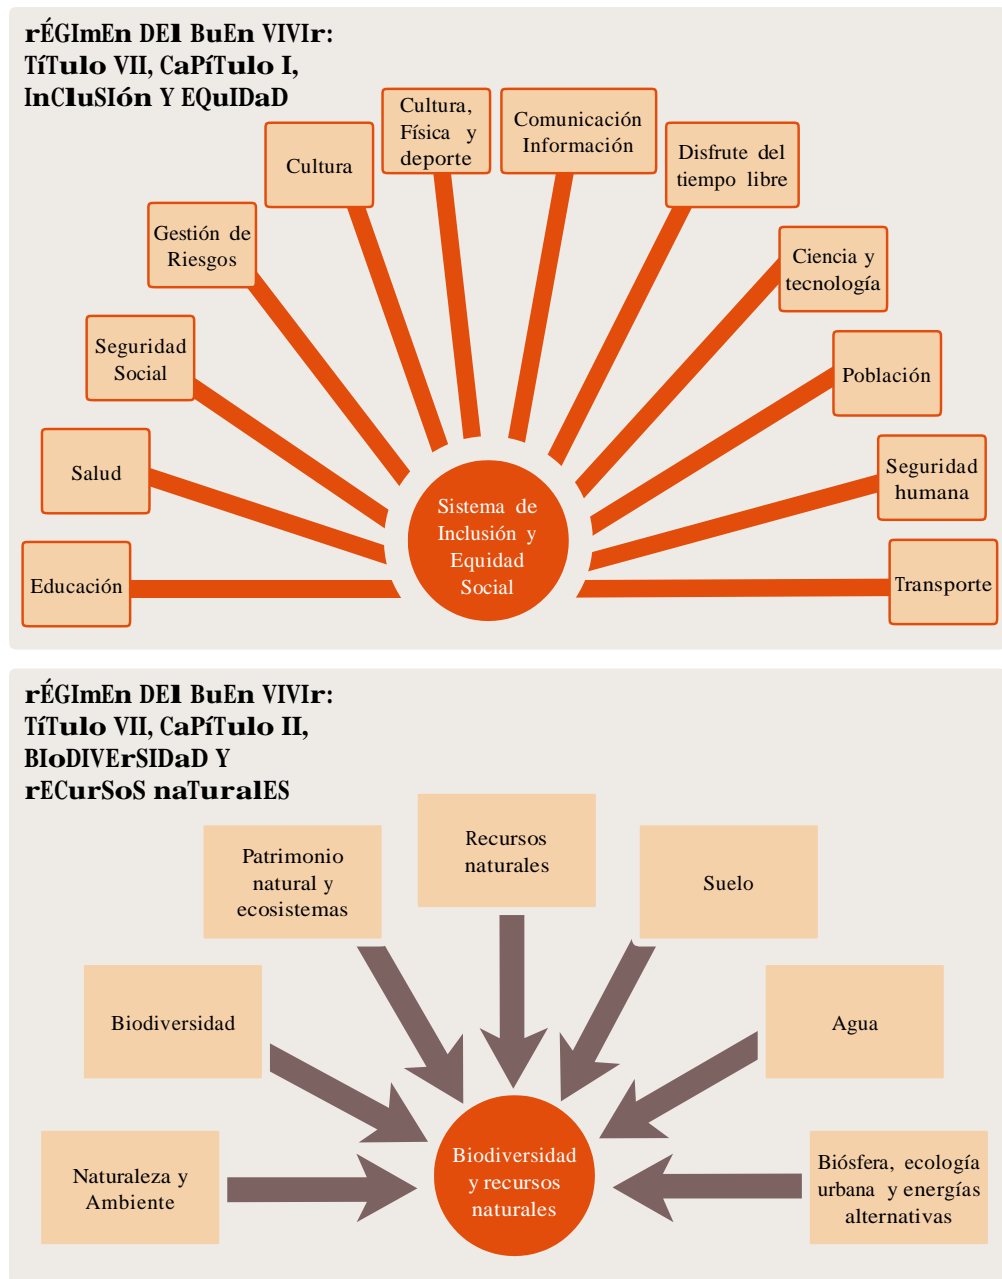 rÉGImEn DEl BuEn VIVIr:
TíTulo VII, CaPíTulo I,
InCluSIón Y EQuIDaD
Cultura,
Física y
deporte
Comunicación
Información
Cultura
Disfrute del
tiempo libre
Gestión de
Riesgos
Ciencia y
tecnología
Seguridad
Social
Población
Salud
Seguridad
humana
Sistema de
Inclusión y
Equidad
Social
Educación
Transporte
rÉGImEn DEl BuEn VIVIr:
TíTulo VII, CaPíTulo II,
BIoDIVErSIDaD Y
rECurSoS naTuralES
Patrimonio
natural y
ecosistemas
Recursos
naturales
Suelo
Biodiversidad
Agua
Naturaleza y
Ambiente
Biodiversidad
y recursos
naturales
Biósfera, ecología
urbana y energías
alternativas